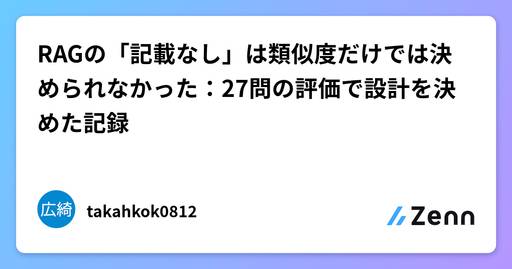 RAGの「記載なし」は類似度だけでは決
められなかった：27問の評価で設計を決
めた記録
広綺
takahkok0812
Zenn